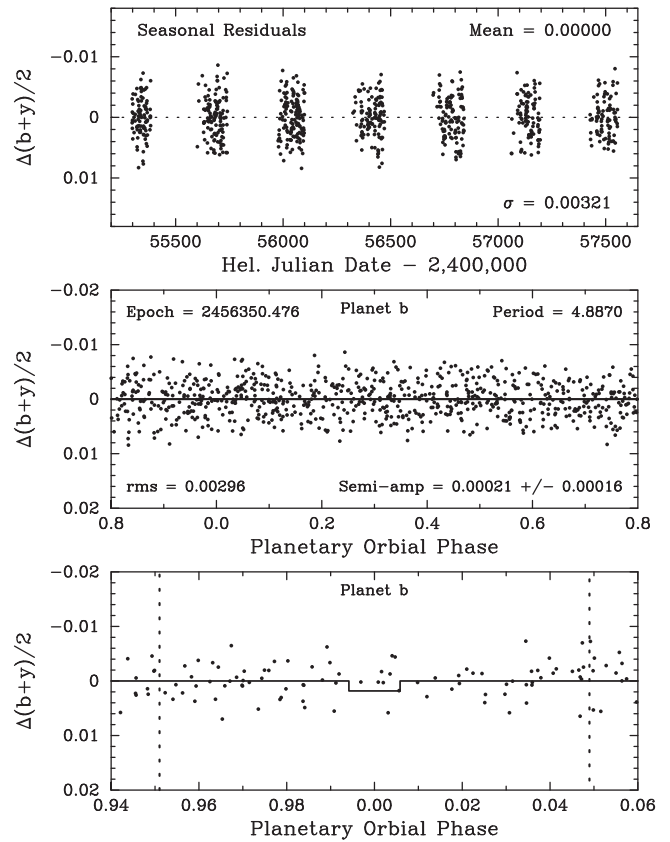 Seasonal Residuals
Mean = 0.00000
−0.01
0
0.01
Δ(b+y)/2
σ = 0.00321
55500 56000 56500 57000 57500
Hel. Julian Date − 2,400,000
−0.02
−0.01
0
0.01
0.02
Δ(b+y)/2
Epoch = 2456350.476
Planet b
Period = 4.8870
rms = 0.00296
Semi-amp = 0.00021 +/− 0.00016
0.8 0.0 0.2 0.4 0.6 0.8
Planetary Orbial Phase
−0.02
−0.01
0
0.01
0.02
Δ(b+y)/2
Planet b
0.94 0.96 0.98 0.00 0.02 0.04 0.06
Planetary Orbial Phase